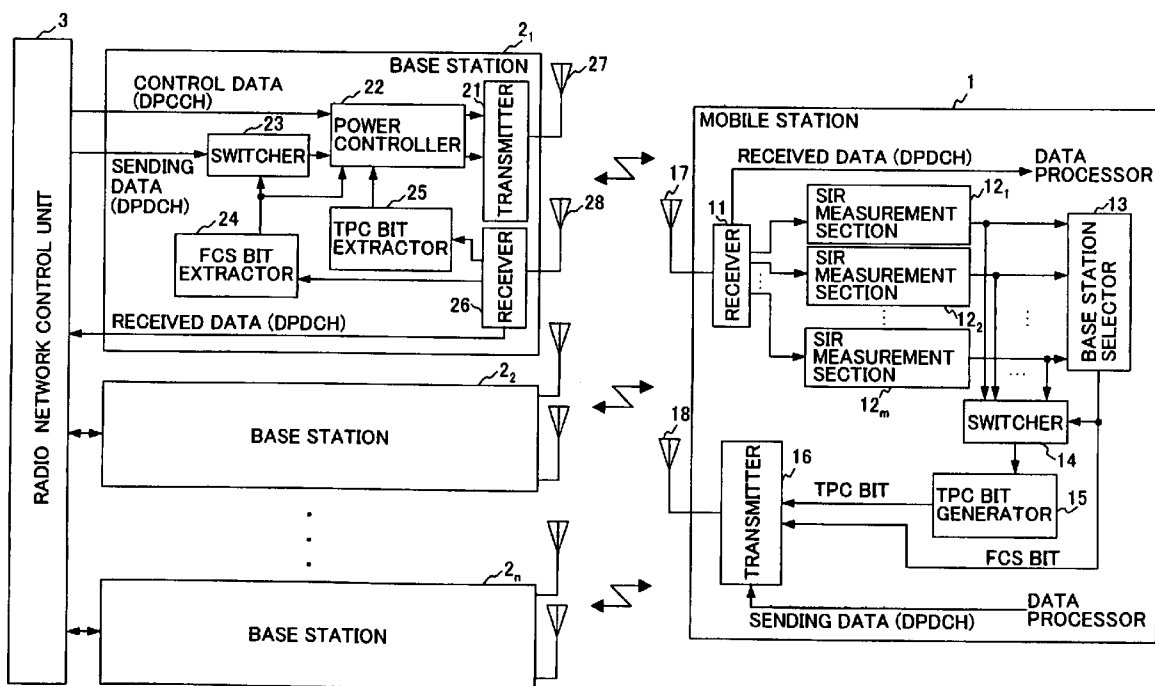 3
RADIO NETWORK CONTROL UNIT
2₁
BASE STATION
27
CONTROL DATA
(DPCCH)
22
POWER
CONTROLLER
21
TRANSMITTER
23
SWITCHER
SENDING
DATA
(DPDCH)
25
TPC BIT
EXTRACTOR
24
FCS BIT
EXTRACTOR
28
RECEIVER
26
RECEIVED DATA (DPDCH)
2₂
BASE STATION
2ₙ
BASE STATION
1
MOBILE STATION
RECEIVED DATA (DPDCH)
DATA
PROCESSOR
17
11
RECEIVER
12₁
SIR
MEASUREMENT
SECTION
SIR
MEASUREMENT
SECTION
12₂
SIR
MEASUREMENT
SECTION
12ₘ
13
BASE STATION
SELECTOR
SWITCHER
14
18
16
TRANSMITTER
TPC BIT
TPC BIT
GENERATOR
15
FCS BIT
SENDING DATA (DPDCH)
DATA
PROCESSOR